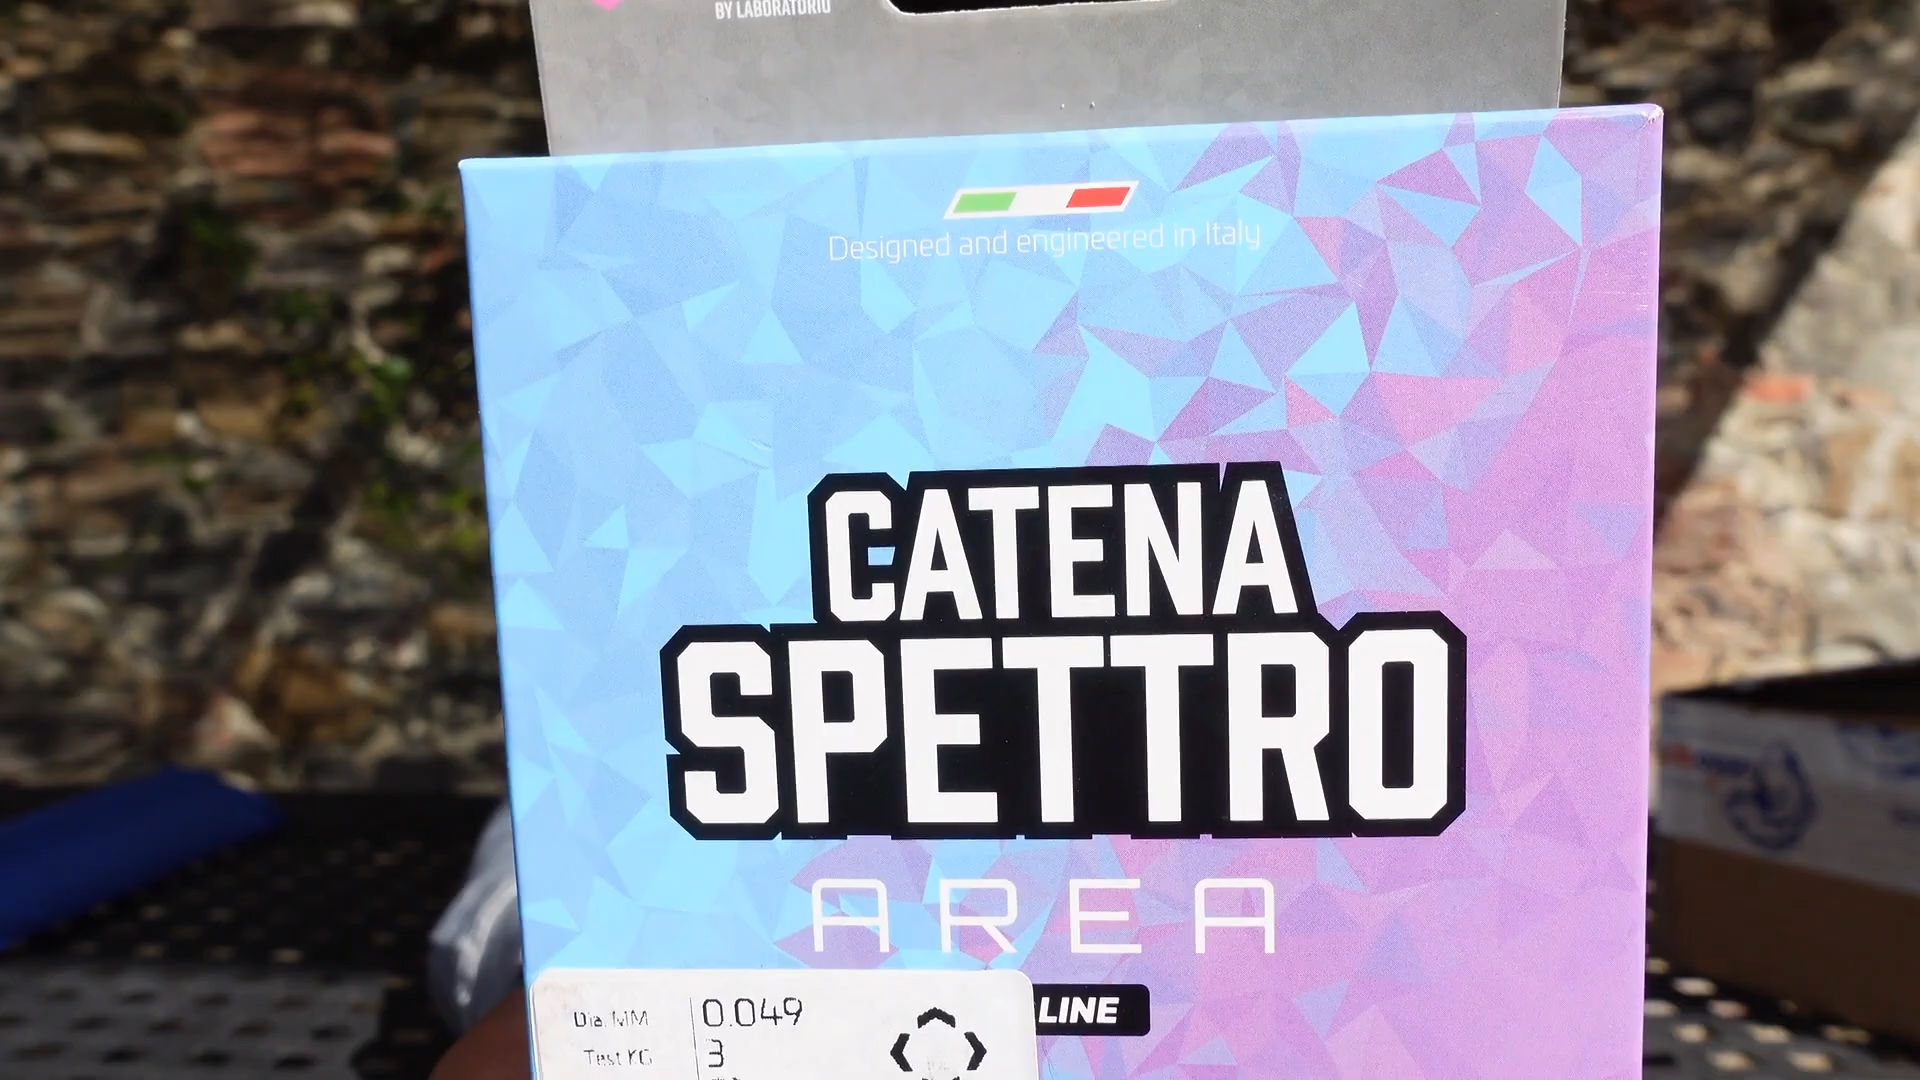 BY LABORATORIO
Designed and engineered in Italy
CATENA
SPETTRO
AREA
LINE
Dia. MM 0.049
Test KG 3